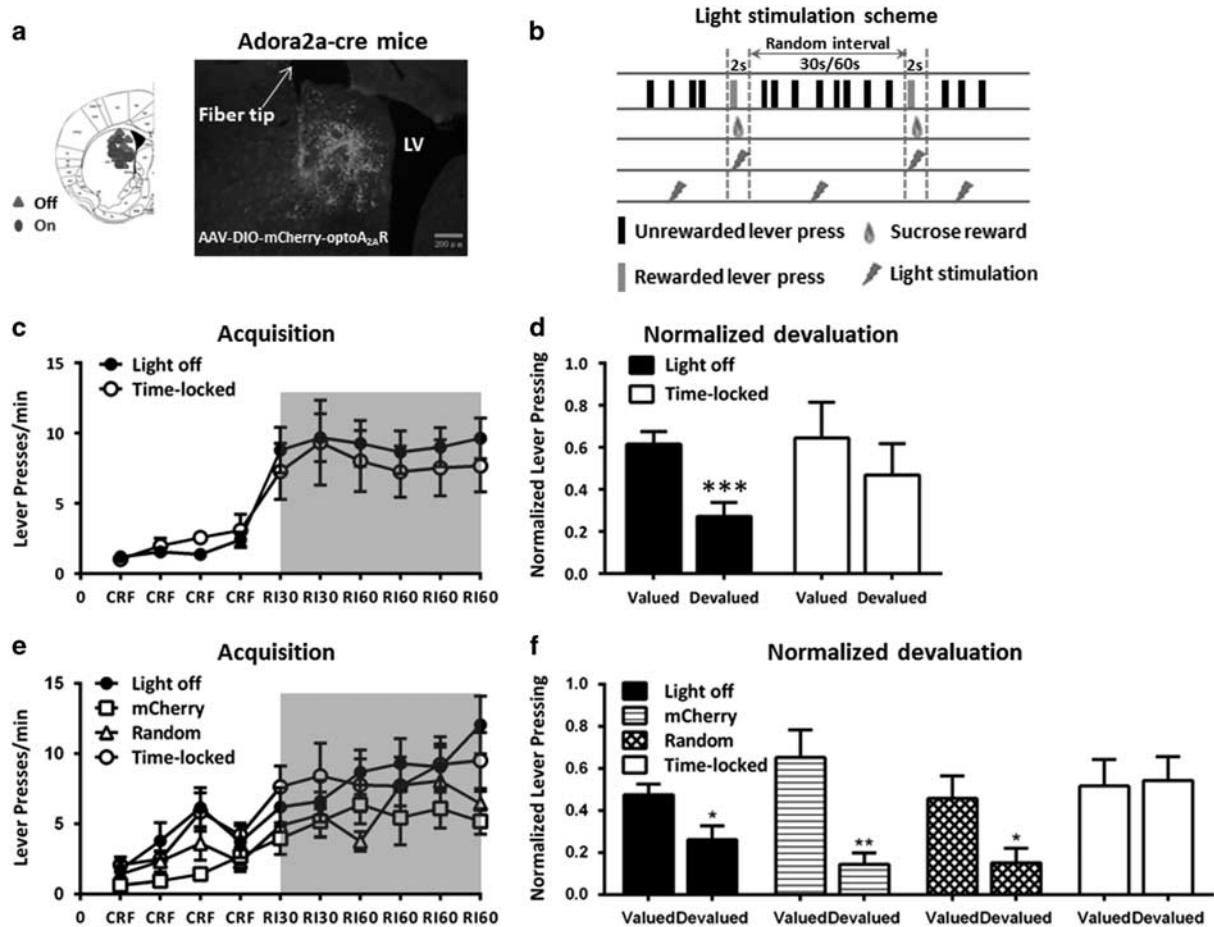 a
Adora2a-cre mice
Fiber tip
LV
Off
On
AAV-DIO-mCherry-optoA2AR
b
Light stimulation scheme
Random interval
2s 30s/60s 2s
Unrewarded lever press
Sucrose reward
Rewarded lever press
Light stimulation
c
Acquisition
Light off
Time-locked
Lever Presses/min
15
10
5
0
0 CRF CRF CRF CRF RI30 RI30 RI60 RI60 RI60 RI60
d
Normalized devaluation
Light off
Time-locked
Normalized Lever Pressing
1.0
0.8
0.6
0.4
0.2
0.0
***
Valued Devalued Valued Devalued
e
Acquisition
Light off
mCherry
Random
Time-locked
Lever Presses/min
15
10
5
0
0 CRF CRF CRF CRF RI30 RI30 RI60 RI60 RI60 RI60
f
Normalized devaluation
Light off
mCherry
Random
Time-locked
Normalized Lever Pressing
1.0
0.8
0.6
0.4
0.2
0.0
* ** *
Valued Devalued Valued Devalued Valued Devalued Valued Devalued